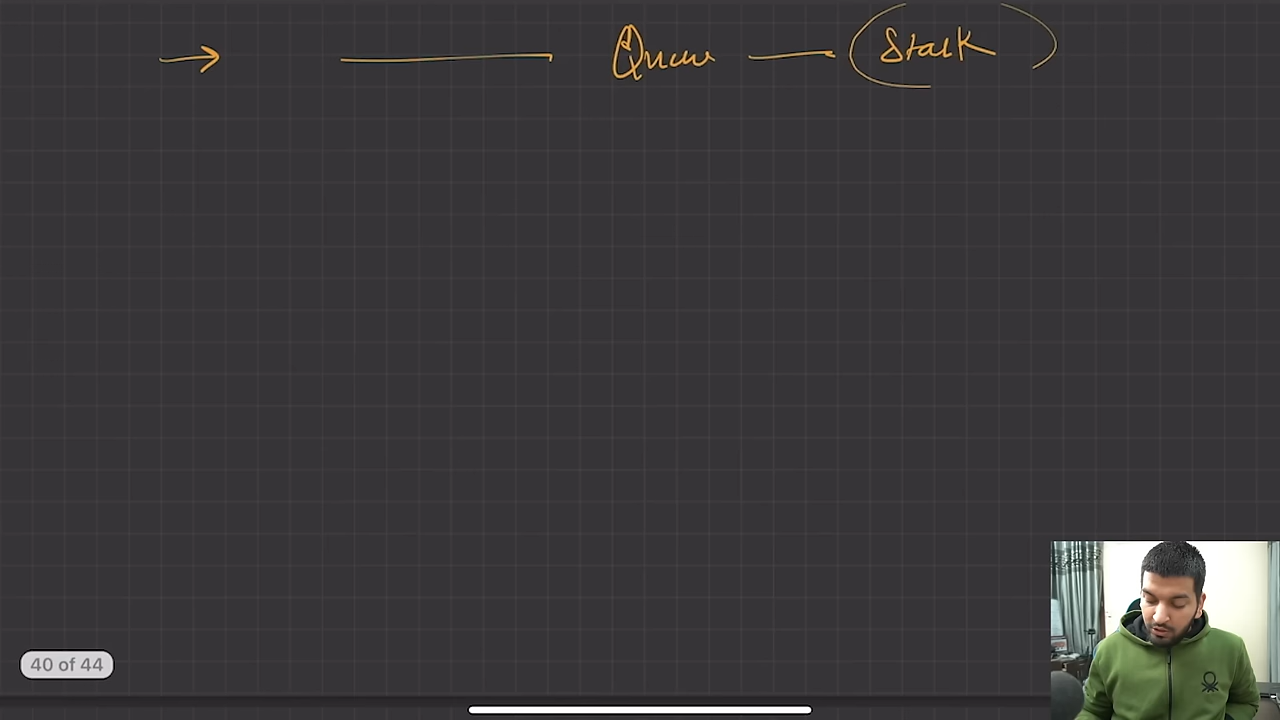 → — Queue — (Stack)
40 of 44